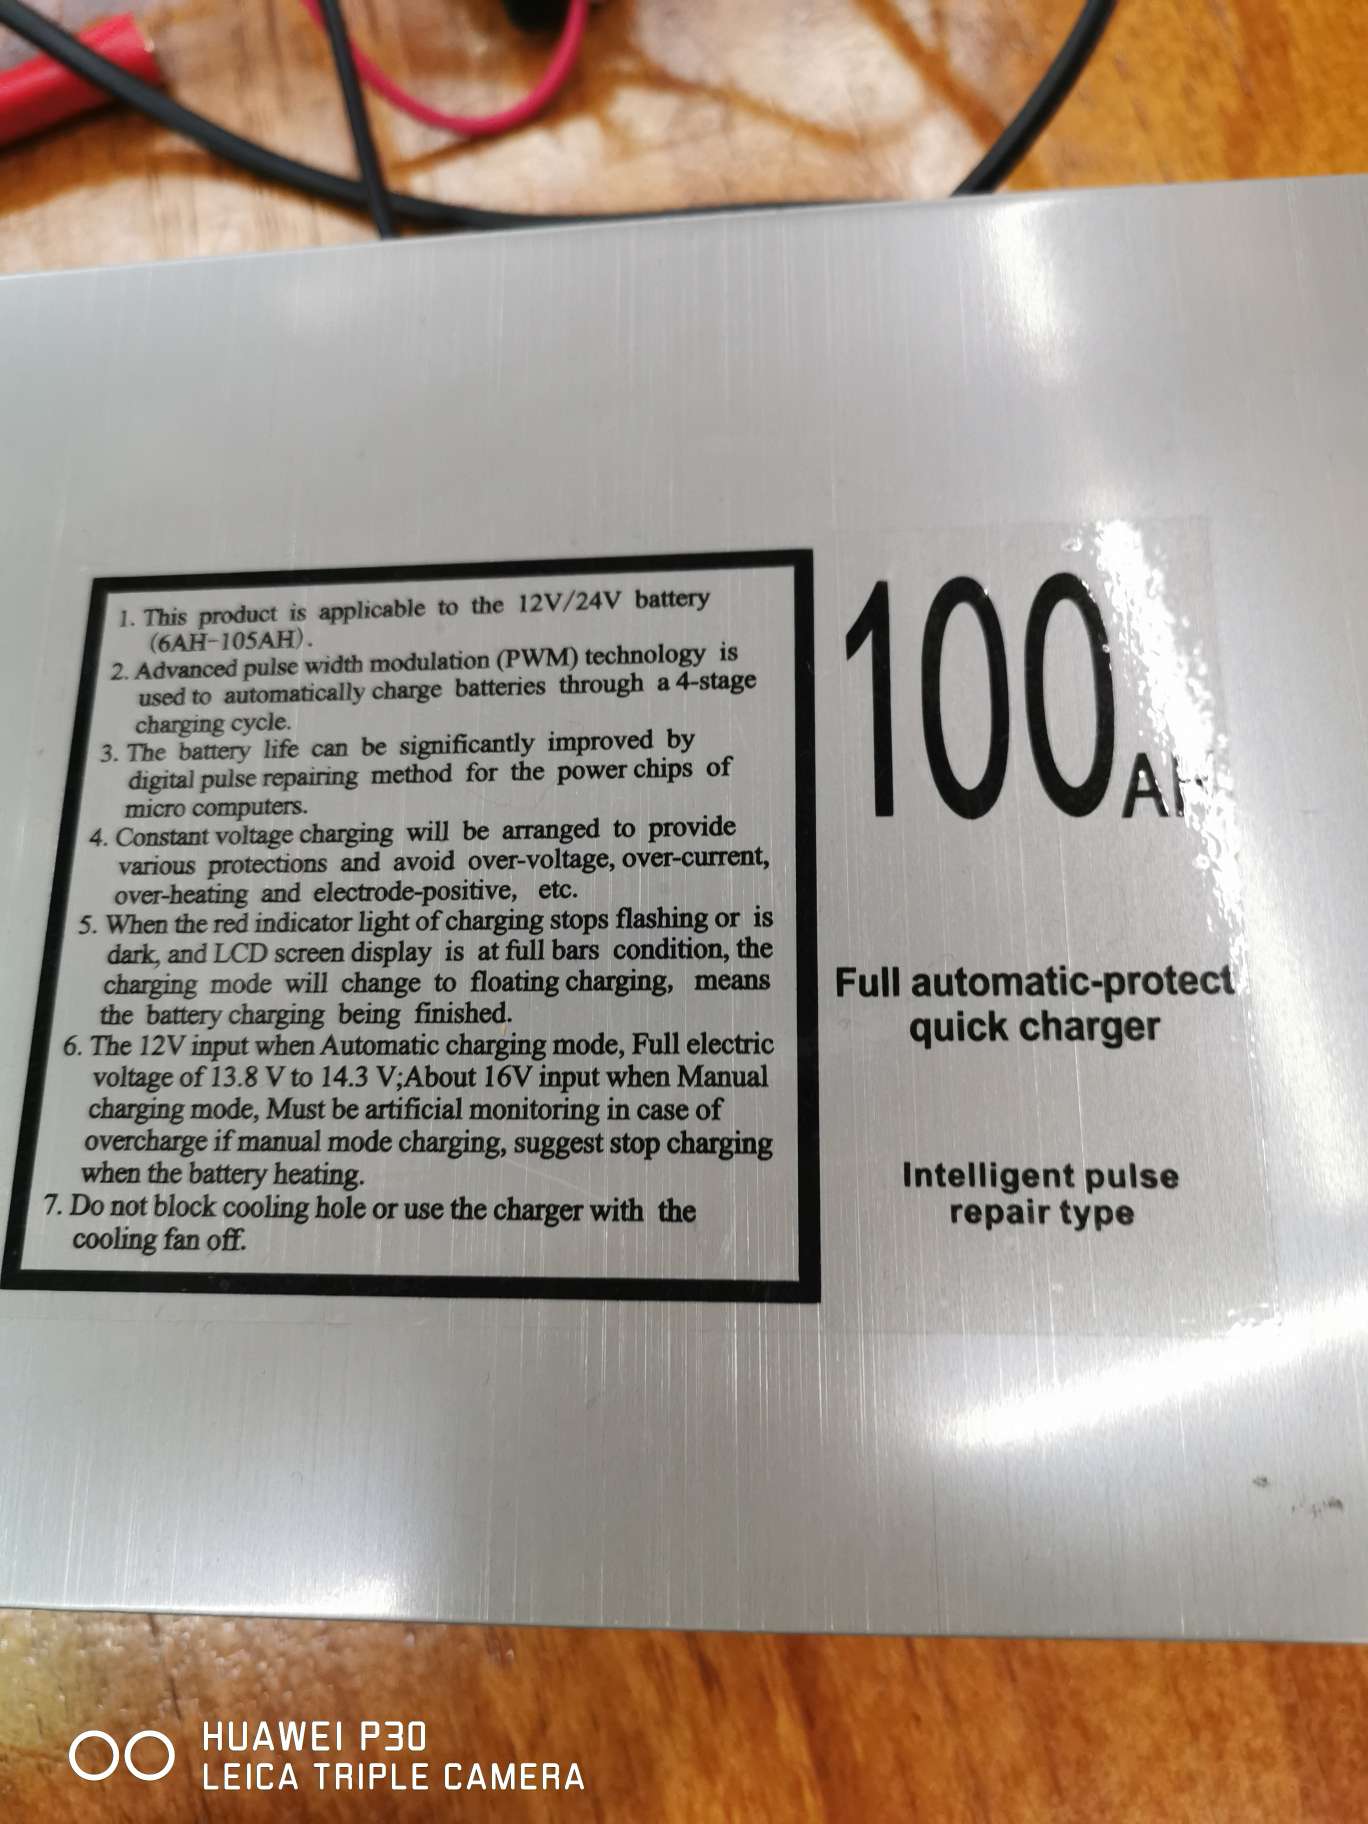 1. This product is applicable to the 12V/24V battery
(6AH-105AH).
2. Advanced pulse width modulation (PWM) technology is
used to automatically charge batteries through a 4-stage
charging cycle.
3. The battery life can be significantly improved by
digital pulse repairing method for the power chips of
micro computers.
4. Constant voltage charging will be arranged to provide
various protections and avoid over-voltage, over-current,
over-heating and electrode-positive, etc.
5. When the red indicator light of charging stops flashing or is
dark, and LCD screen display is at full bars condition, the
charging mode will change to floating charging, means
the battery charging being finished.
6. The 12V input when Automatic charging mode, Full electric
voltage of 13.8 V to 14.3 V;About 16V input when Manual
charging mode, Must be artificial monitoring in case of
overcharge if manual mode charging, suggest stop charging
when the battery heating.
7. Do not block cooling hole or use the charger with the
cooling fan off.
100AH
Full automatic-protect
quick charger
Intelligent pulse
repair type
HUAWEI P30
LEICA TRIPLE CAMERA